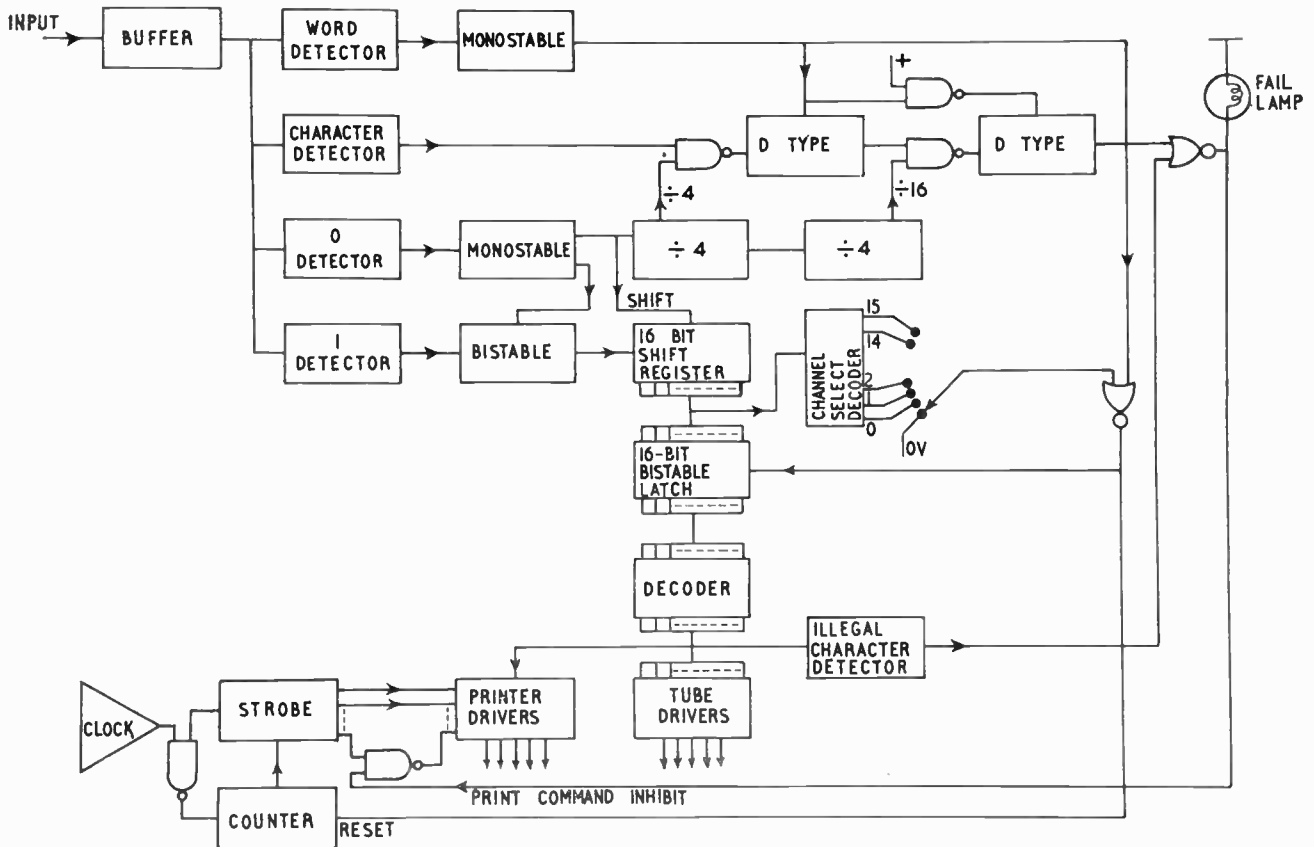 INPUT
BUFFER
WORD
DETECTOR
MONOSTABLE
+
FAIL
LAMP
CHARACTER
DETECTOR
D TYPE
D TYPE
÷4
÷16
0
DETECTOR
MONOSTABLE
÷4
÷4
SHIFT
1
DETECTOR
BISTABLE
16 BIT
SHIFT
REGISTER
CHANNEL
SELECT
DECODER
15
14
2
1
0
0V
16-BIT
BISTABLE
LATCH
DECODER
ILLEGAL
CHARACTER
DETECTOR
CLOCK
STROBE
PRINTER
DRIVERS
TUBE
DRIVERS
PRINT COMMAND INHIBIT
COUNTER
RESET